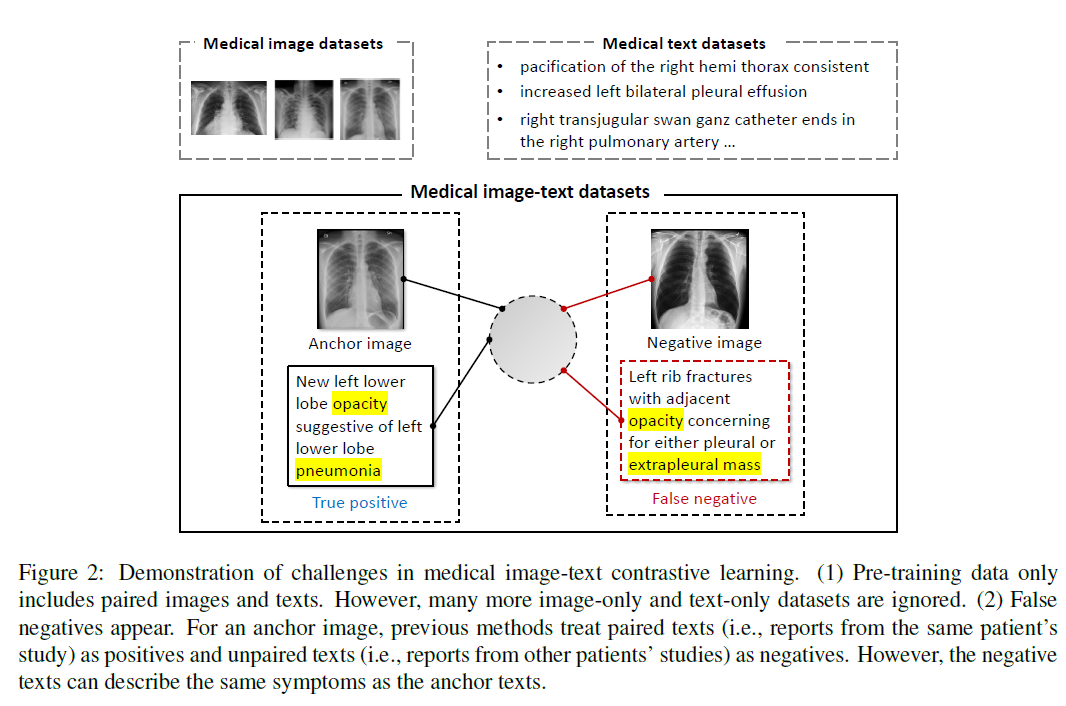 Medical image datasets
Medical text datasets
• pacification of the right hemi thorax consistent
• increased left bilateral pleural effusion
• right transjugular swan ganz catheter ends in
the right pulmonary artery ...
Medical image-text datasets
Anchor image
New left lower
lobe opacity
suggestive of left
lower lobe
pneumonia
True positive
Negative image
Left rib fractures
with adjacent
opacity concerning
for either pleural or
extrapleural mass
False negative
Figure 2: Demonstration of challenges in medical image-text contrastive learning. (1) Pre-training data only
includes paired images and texts. However, many more image-only and text-only datasets are ignored. (2) False
negatives appear. For an anchor image, previous methods treat paired texts (i.e., reports from the same patient's
study) as positives and unpaired texts (i.e., reports from other patients' studies) as negatives. However, the negative
texts can describe the same symptoms as the anchor texts.